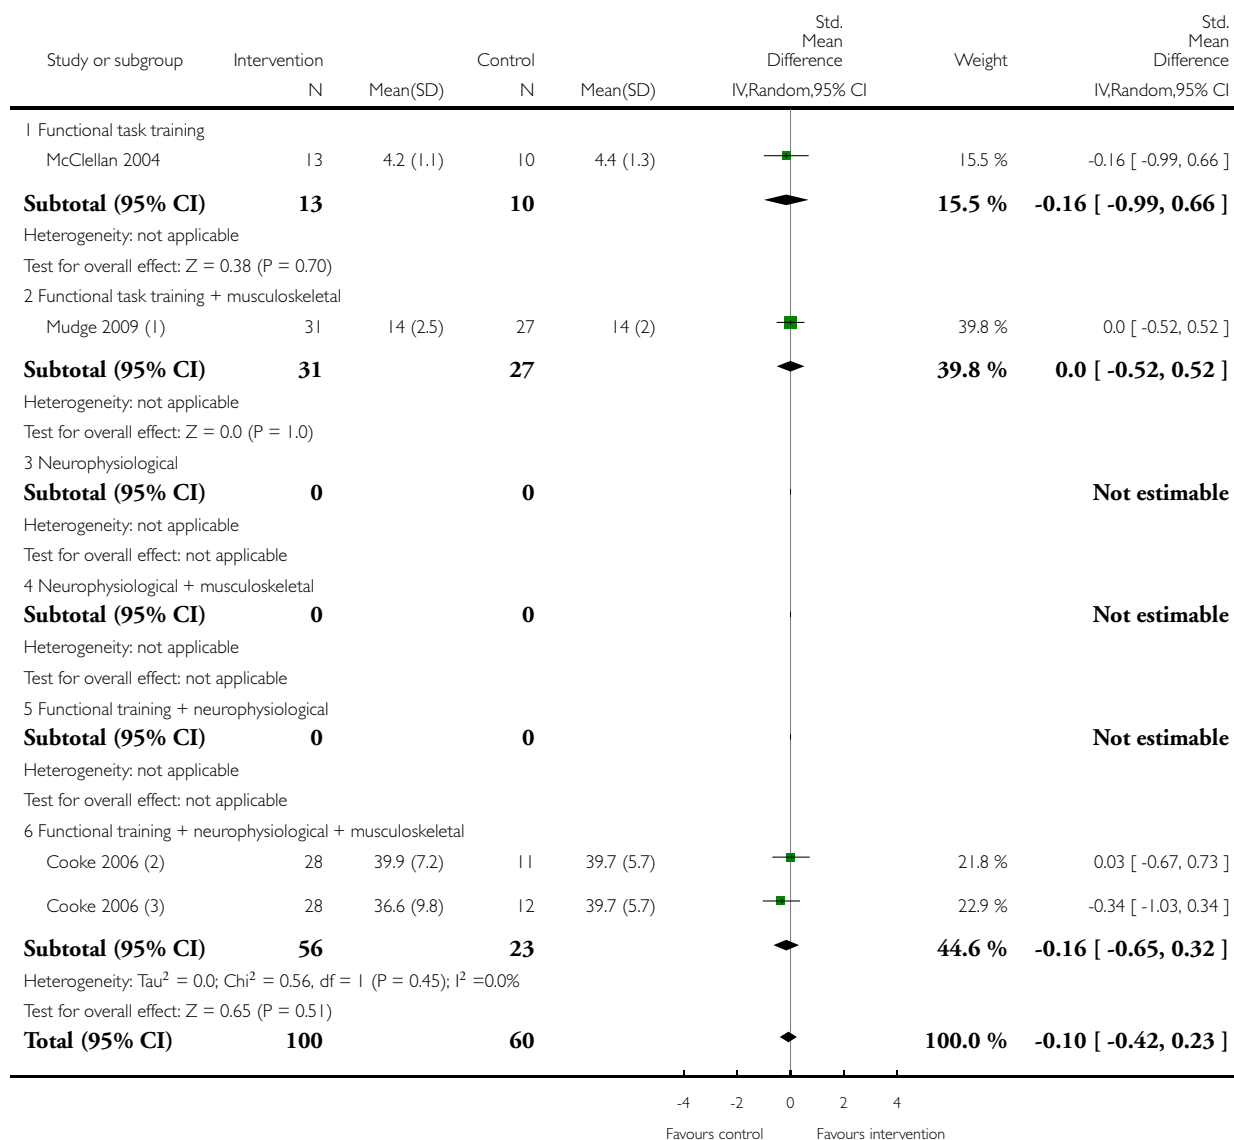 Std. Std.
Mean Mean
Study or subgroup Intervention Control Difference Weight Difference
N Mean(SD) N Mean(SD) IV,Random,95% CI IV,Random,95% CI
1 Functional task training
McClellan 2004 13 4.2 (1.1) 10 4.4 (1.3) 15.5 % -0.16 [ -0.99, 0.66 ]
Subtotal (95% CI) 13 10 15.5 % -0.16 [ -0.99, 0.66 ]
Heterogeneity: not applicable
Test for overall effect: Z = 0.38 (P = 0.70)
2 Functional task training + musculoskeletal
Mudge 2009 (1) 31 14 (2.5) 27 14 (2) 39.8 % 0.0 [ -0.52, 0.52 ]
Subtotal (95% CI) 31 27 39.8 % 0.0 [ -0.52, 0.52 ]
Heterogeneity: not applicable
Test for overall effect: Z = 0.0 (P = 1.0)
3 Neurophysiological
Subtotal (95% CI) 0 0 Not estimable
Heterogeneity: not applicable
Test for overall effect: not applicable
4 Neurophysiological + musculoskeletal
Subtotal (95% CI) 0 0 Not estimable
Heterogeneity: not applicable
Test for overall effect: not applicable
5 Functional training + neurophysiological
Subtotal (95% CI) 0 0 Not estimable
Heterogeneity: not applicable
Test for overall effect: not applicable
6 Functional training + neurophysiological + musculoskeletal
Cooke 2006 (2) 28 39.9 (7.2) 11 39.7 (5.7) 21.8 % 0.03 [ -0.67, 0.73 ]
Cooke 2006 (3) 28 36.6 (9.8) 12 39.7 (5.7) 22.9 % -0.34 [ -1.03, 0.34 ]
Subtotal (95% CI) 56 23 44.6 % -0.16 [ -0.65, 0.32 ]
Heterogeneity: Tau² = 0.0; Chi² = 0.56, df = 1 (P = 0.45); I² =0.0%
Test for overall effect: Z = 0.65 (P = 0.51)
Total (95% CI) 100 60 100.0 % -0.10 [ -0.42, 0.23 ]
-4 -2 0 2 4
Favours control Favours intervention